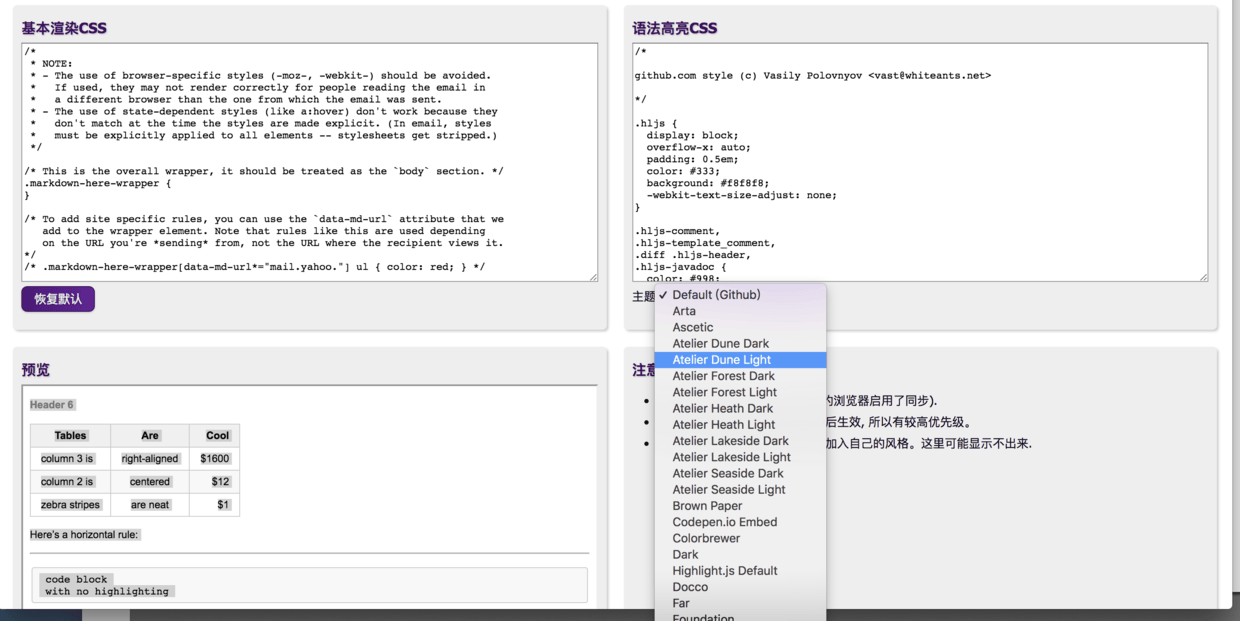 基本渲染CSS
/*
 * NOTE:
 * - The use of browser-specific styles (-moz-, -webkit-) should be avoided.
 *   If used, they may not render correctly for people reading the email in
 *   a different browser than the one from which the email was sent.
 * - The use of state-dependent styles (like a:hover) don't work because they
 *   don't match at the time the styles are made explicit. (In email, styles
 *   must be explicitly applied to all elements -- stylesheets get stripped.)
 */
/* This is the overall wrapper, it should be treated as the `body` section. */
.markdown-here-wrapper {
}
/* To add site specific rules, you can use the `data-md-url` attribute that we
   add to the wrapper element. Note that rules like this are used depending
   on the URL you're *sending* from, not the URL where the recipient views it.
*/
/* .markdown-here-wrapper[data-md-url*="mail.yahoo."] ul { color: red; } */
恢复默认
语法高亮CSS
/*
github.com style (c) Vasily Polovnyov <vast@whiteants.net>
*/
.hljs {
  display: block;
  overflow-x: auto;
  padding: 0.5em;
  color: #333;
  background: #f8f8f8;
  -webkit-text-size-adjust: none;
}
.hljs-comment,
.hljs-template_comment,
.diff .hljs-header,
.hljs-javadoc {
  color: #998;
主题
✓ Default (Github)
Arta
Ascetic
Atelier Dune Dark
Atelier Dune Light
Atelier Forest Dark
Atelier Forest Light
Atelier Heath Dark
Atelier Heath Light
Atelier Lakeside Dark
Atelier Lakeside Light
Atelier Seaside Dark
Atelier Seaside Light
Brown Paper
Codepen.io Embed
Colorbrewer
Dark
Highlight.js Default
Docco
Far
Foundation
预览
Header 6
Tables Are Cool
column 3 is right-aligned $1600
column 2 is centered $12
zebra stripes are neat $1
Here's a horizontal rule:
code block
with no highlighting
注意
的浏览器启用了同步).
后生效, 所以有较高优先级。
加入自己的风格。这里可能显示不出来.